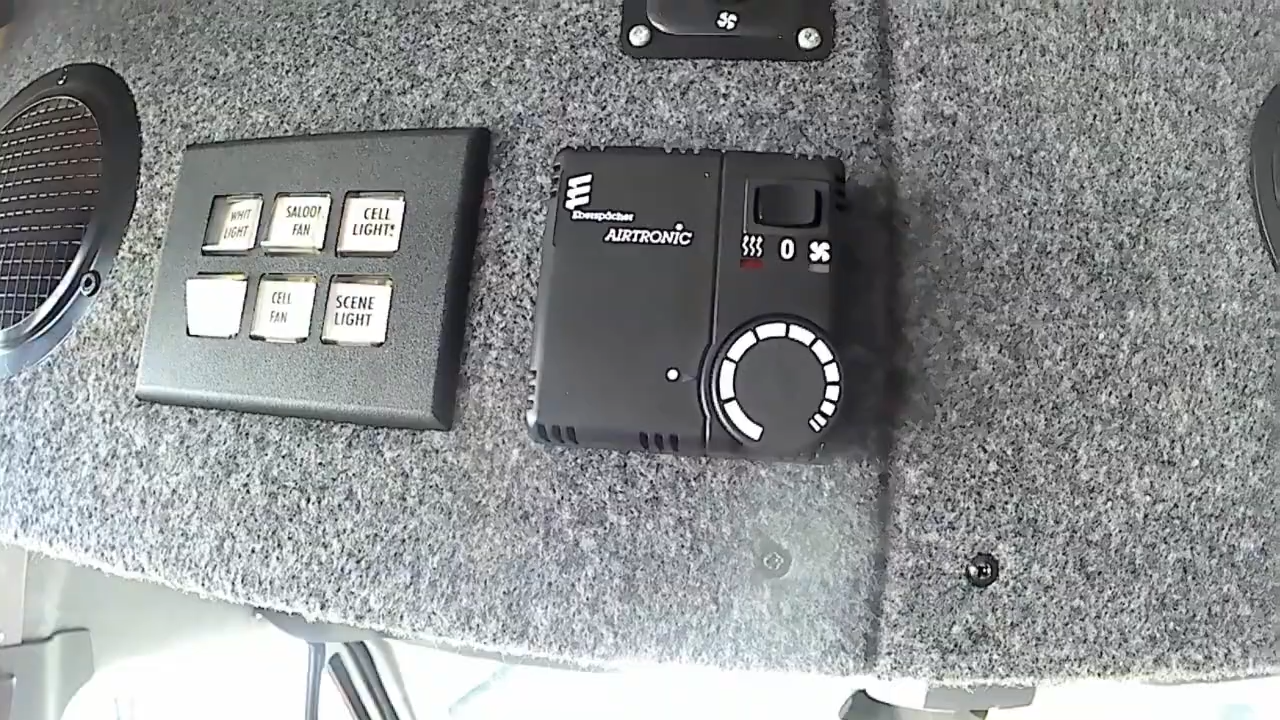 WHIT
LIGHT
SALOO!
FAN
CELL
LIGHT!
CELL
FAN
SCENE
LIGHT
Eberspächer
AIRTRONIC
0